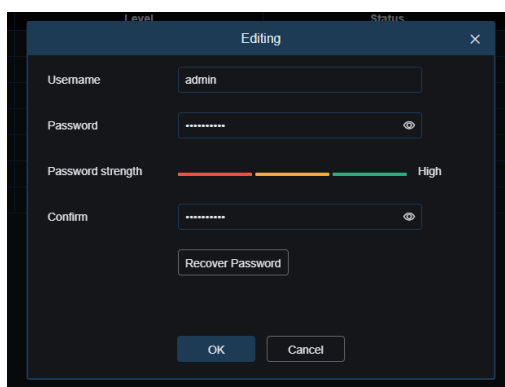 Level Status
Editing
Username admin
Password ••••••••••
Password strength High
Confirm ••••••••••
Recover Password
OK Cancel